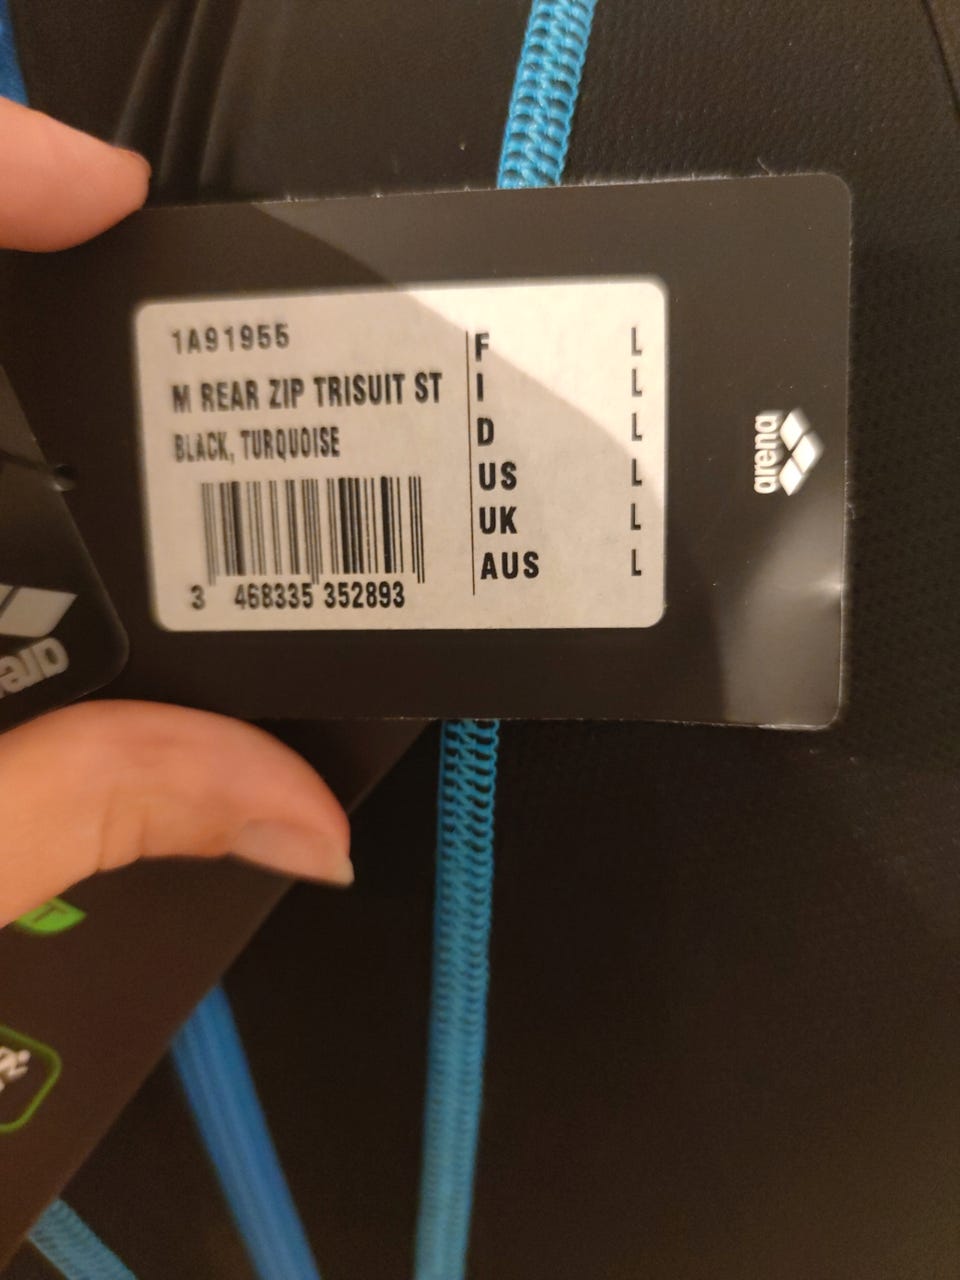 1A91955
M REAR ZIP TRISUIT ST
BLACK, TURQUOISE
3 468335 352893
F L
I L
D L
US L
UK L
AUS L
arena